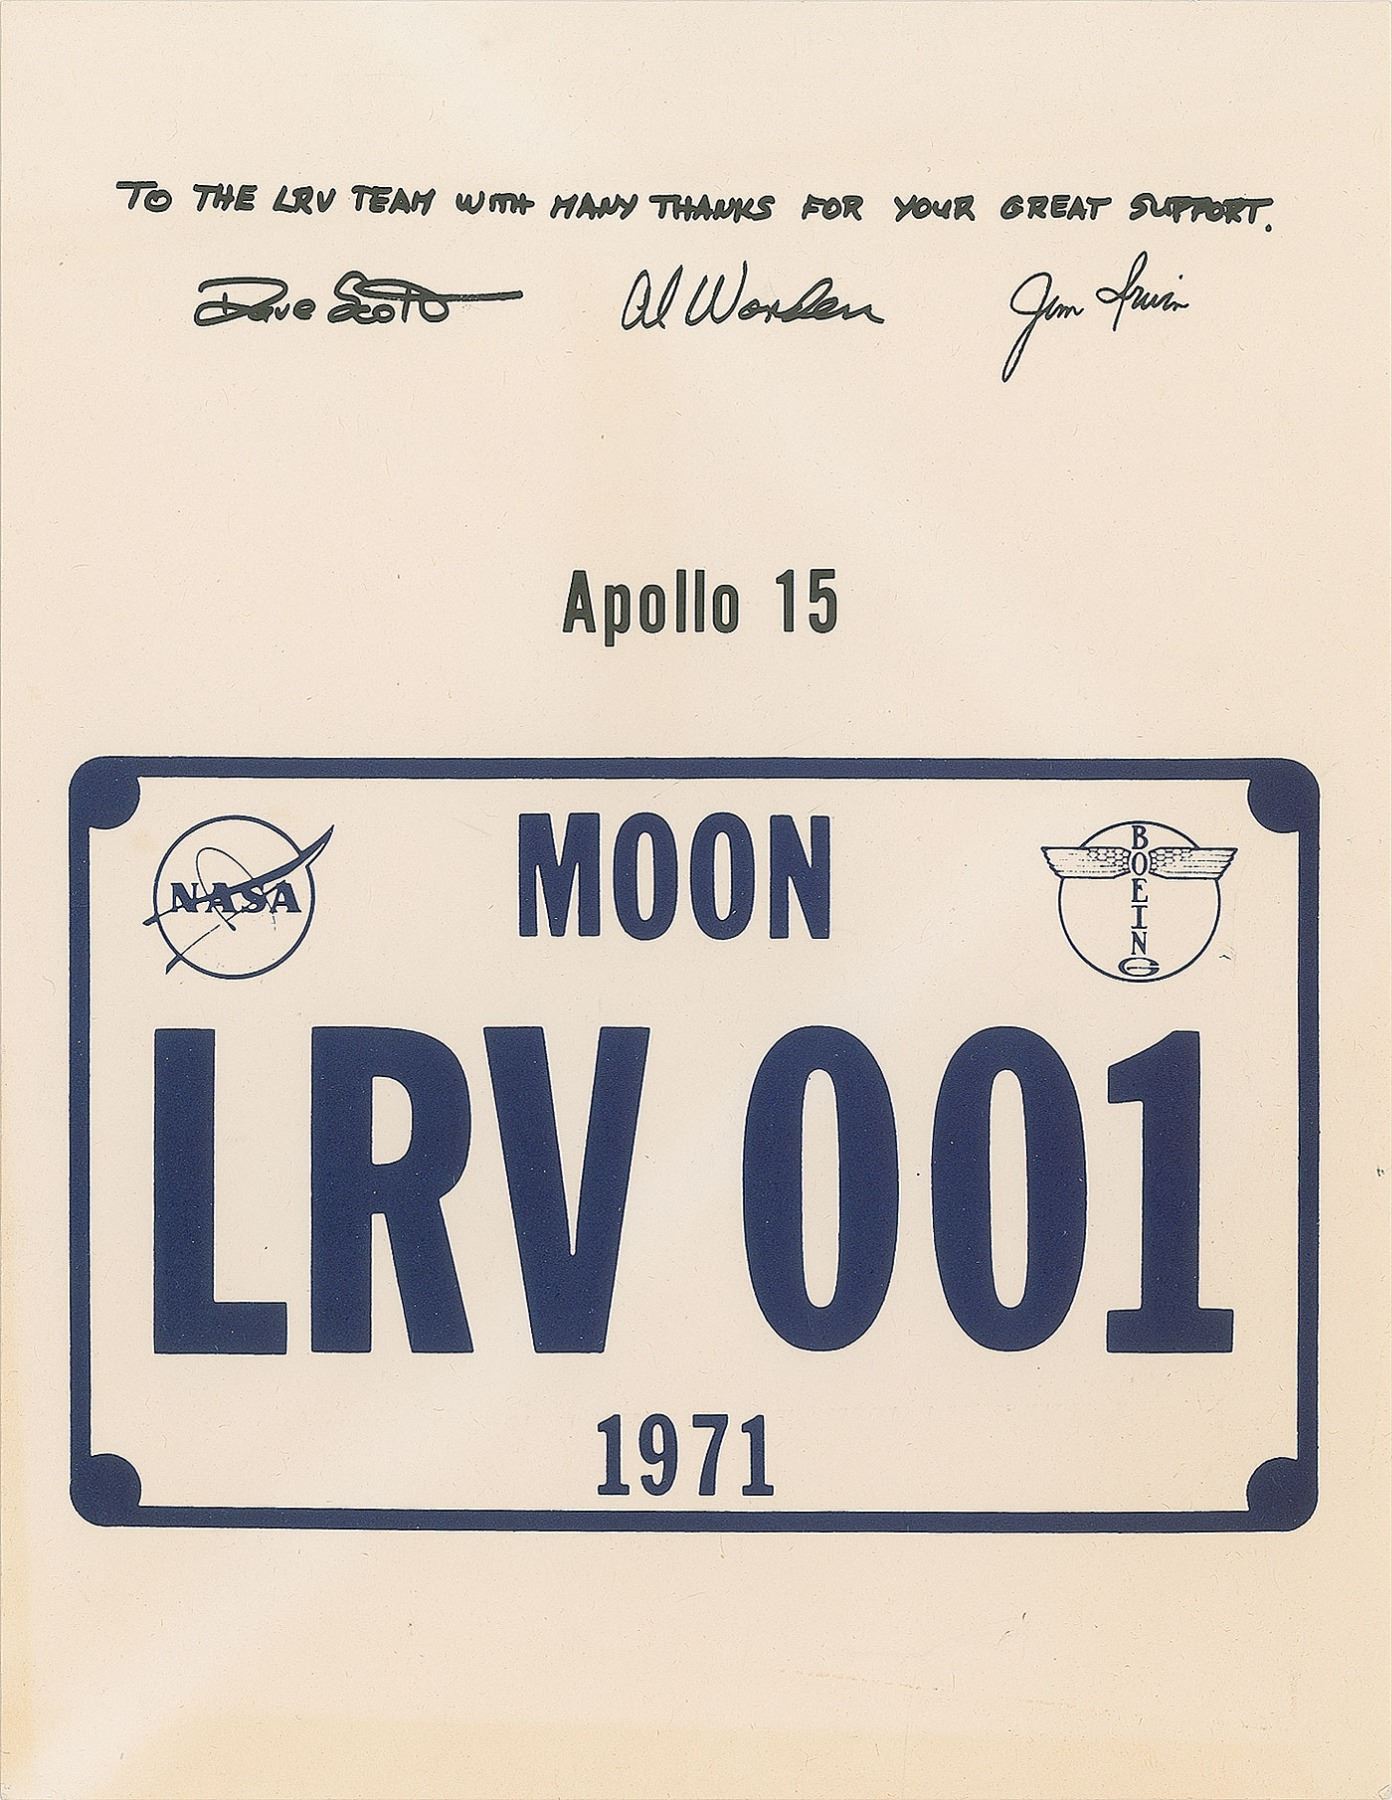 TO THE LRV TEAM WITH MANY THANKS FOR YOUR GREAT SUPPORT.
Dave Scott Al Worden Jim Irwin
Apollo 15
NASA MOON BOEING
LRV 001
1971